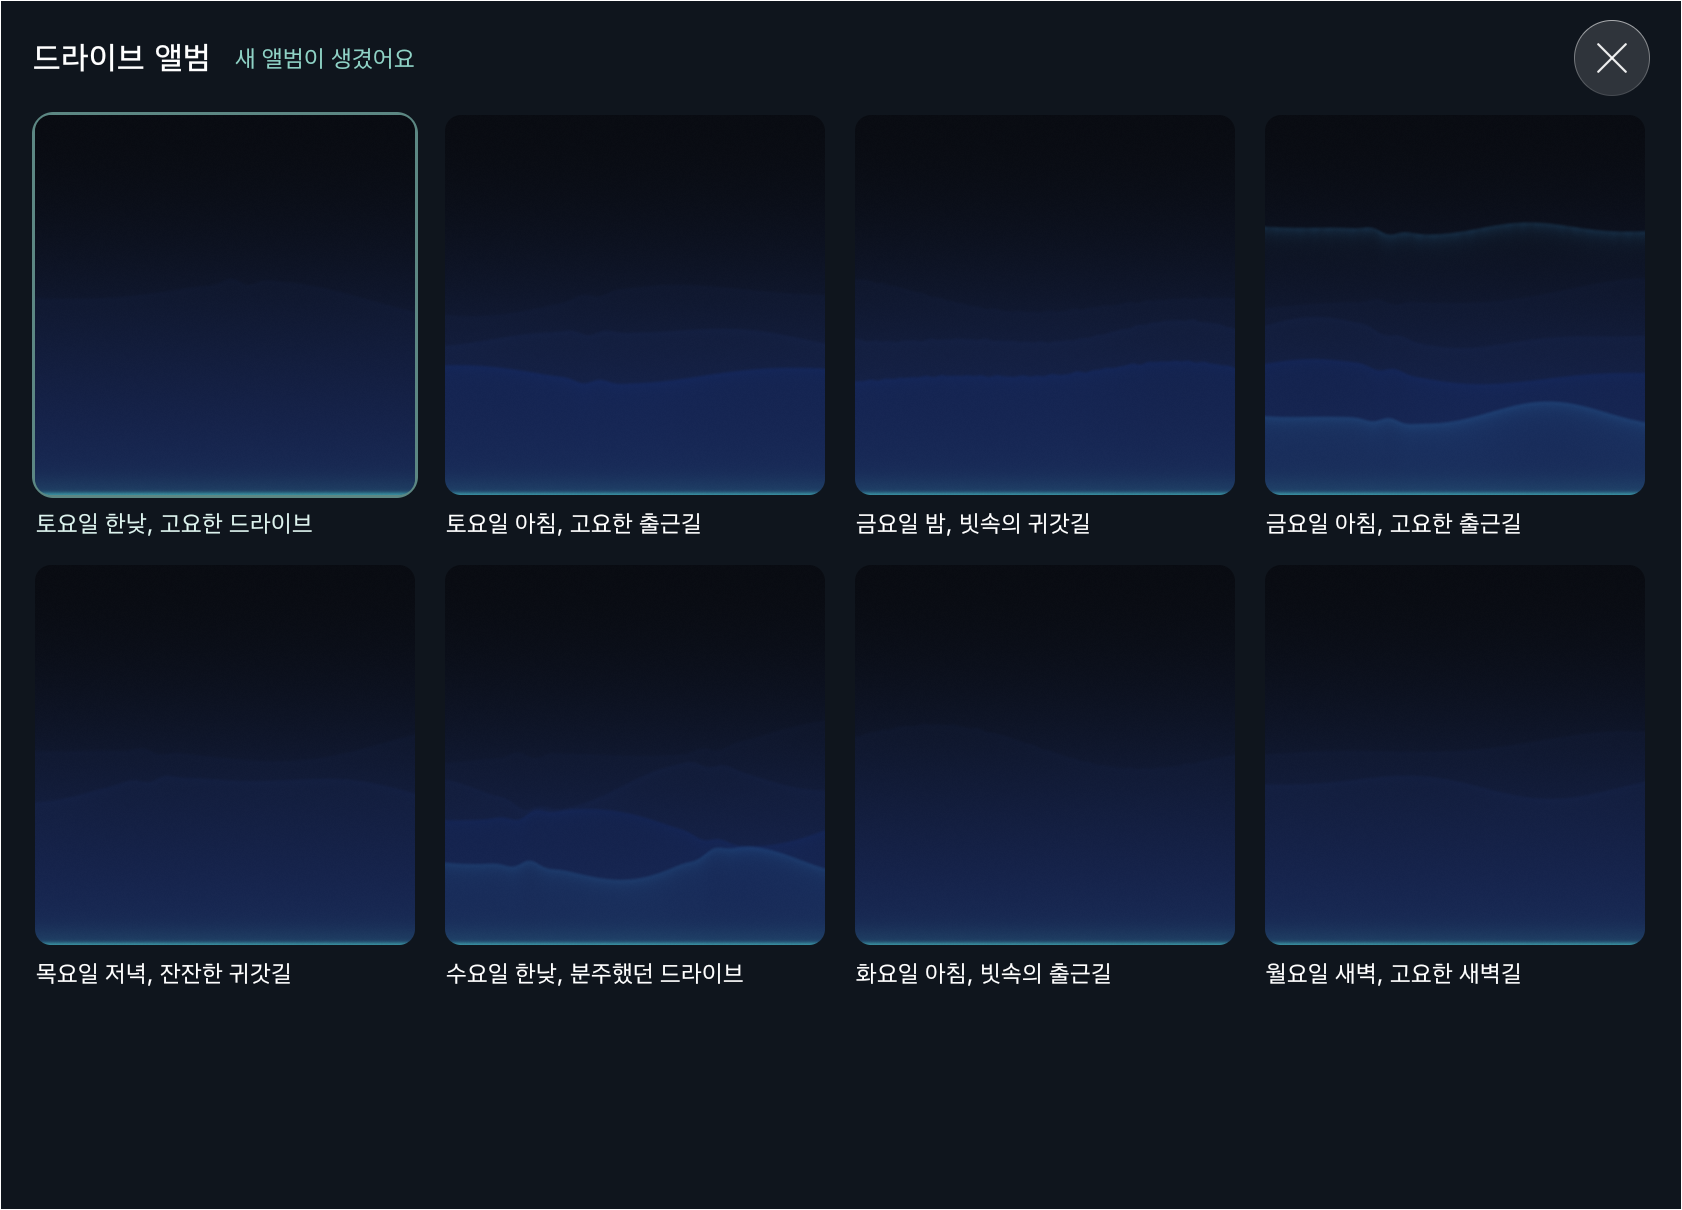 드라이브 앨범
새 앨범이 생겼어요
토요일 한낮, 고요한 드라이브
토요일 아침, 고요한 출근길
금요일 밤, 빗속의 귀갓길
금요일 아침, 고요한 출근길
목요일 저녁, 잔잔한 귀갓길
수요일 한낮, 분주했던 드라이브
화요일 아침, 빗속의 출근길
월요일 새벽, 고요한 새벽길